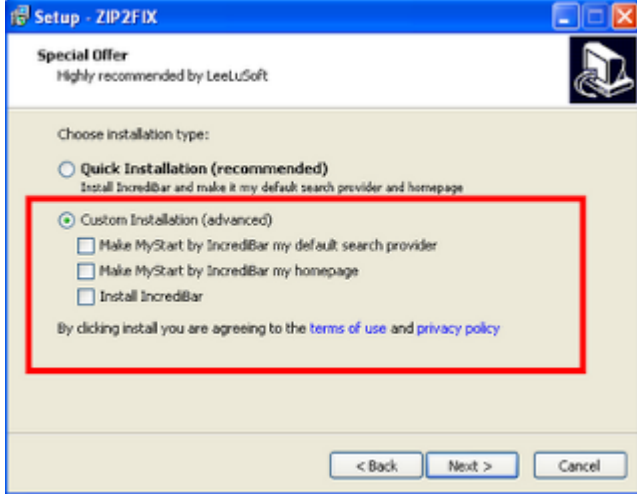 Setup - ZIP2FIX
Special Offer
Highly recommended by LeeLuSoft
Choose installation type:
Quick Installation (recommended)
Install IncrediBar and make it my default search provider and homepage
Custom Installation (advanced)
Make MyStart by IncrediBar my default search provider
Make MyStart by IncrediBar my homepage
Install IncrediBar
By clicking install you are agreeing to the terms of use and privacy policy
< Back Next > Cancel